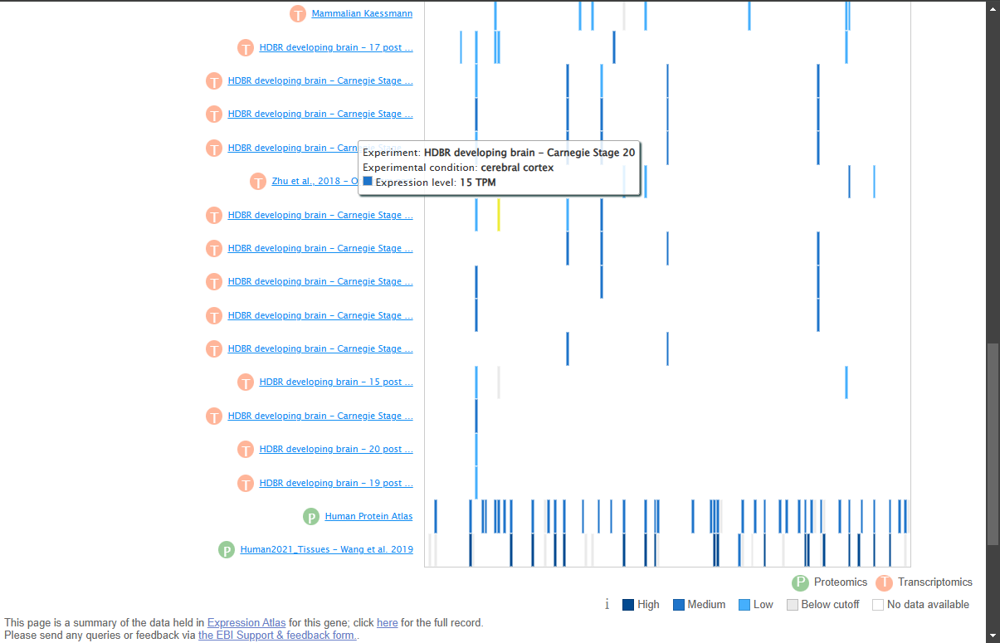 T Mammalian Kaessmann
T HDBR developing brain – 17 post ...
T HDBR developing brain – Carnegie Stage ...
T HDBR developing brain – Carnegie Stage ...
T HDBR developing brain – Carn
Experiment: HDBR developing brain – Carnegie Stage 20
Experimental condition: cerebral cortex
Expression level: 15 TPM
T Zhu et al., 2018 – O
T HDBR developing brain – Carnegie Stage ...
T HDBR developing brain – Carnegie Stage ...
T HDBR developing brain – Carnegie Stage ...
T HDBR developing brain – Carnegie Stage ...
T HDBR developing brain – Carnegie Stage ...
T HDBR developing brain – 15 post ...
T HDBR developing brain – Carnegie Stage ...
T HDBR developing brain – 20 post ...
T HDBR developing brain – 19 post ...
P Human Protein Atlas
P Human2021_Tissues – Wang et al. 2019
P Proteomics T Transcriptomics
i High Medium Low Below cutoff No data available
This page is a summary of the data held in Expression Atlas for this gene; click here for the full record.
Please send any queries or feedback via the EBI Support & feedback form..